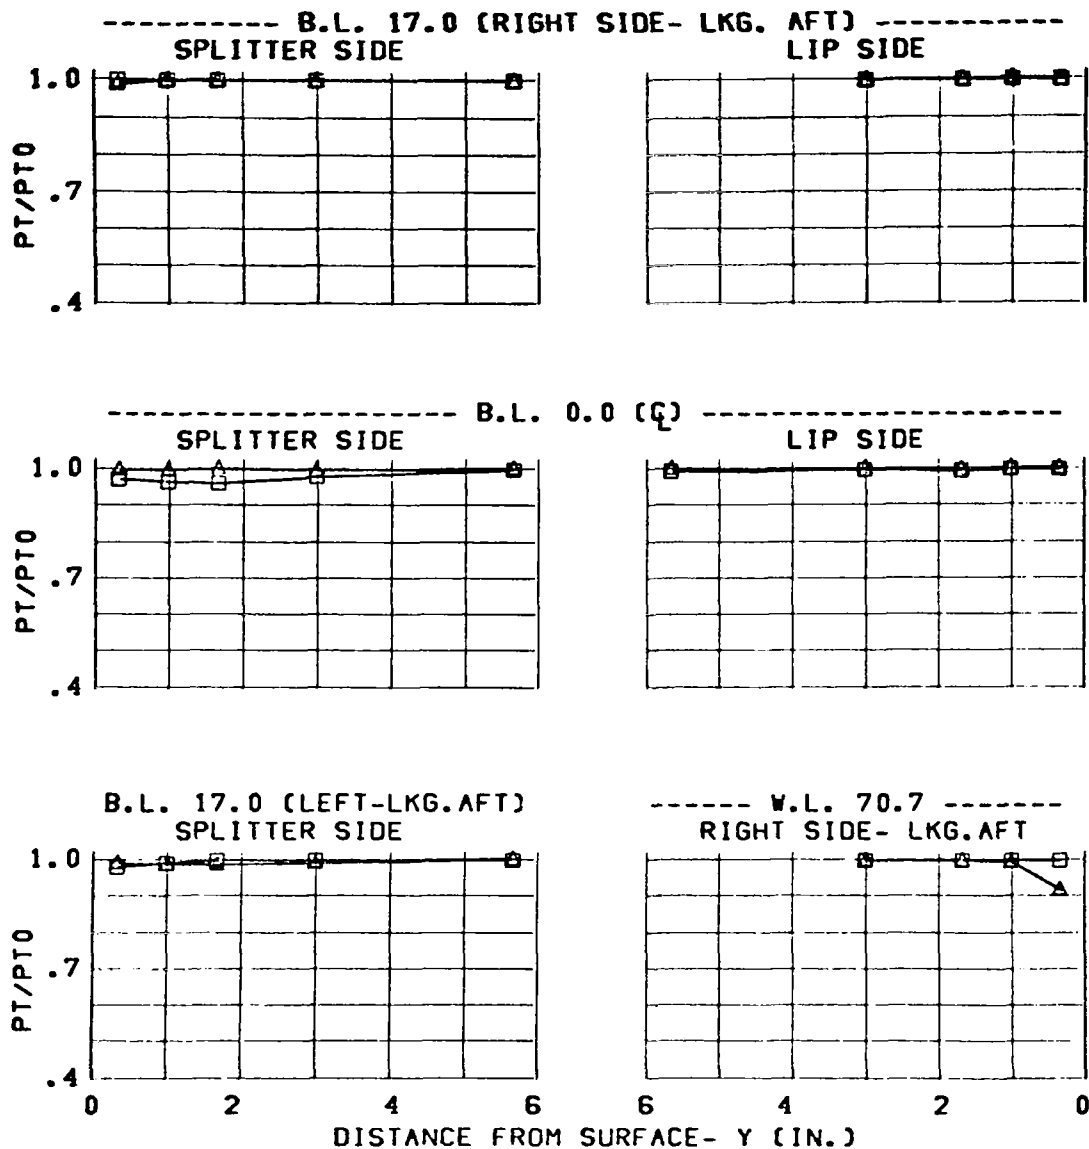 ---------- B.L. 17.0 (RIGHT SIDE- LKG. AFT) ----------
SPLITTER SIDE
LIP SIDE
1.0
.7
.4
PT/PT0
------------------- B.L. 0.0 (℄) -------------------
SPLITTER SIDE
LIP SIDE
1.0
.7
.4
PT/PT0
B.L. 17.0 (LEFT-LKG.AFT)
SPLITTER SIDE
------ W.L. 70.7 ------
RIGHT SIDE- LKG.AFT
1.0
.7
.4
PT/PT0
0 2 4 6
6 4 2 0
DISTANCE FROM SURFACE- Y (IN.)